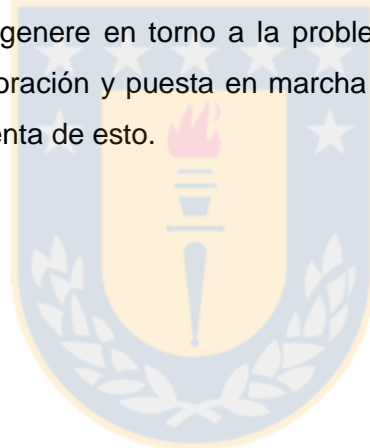 genere en torno a la proble
oración y puesta en marcha
enta de esto.